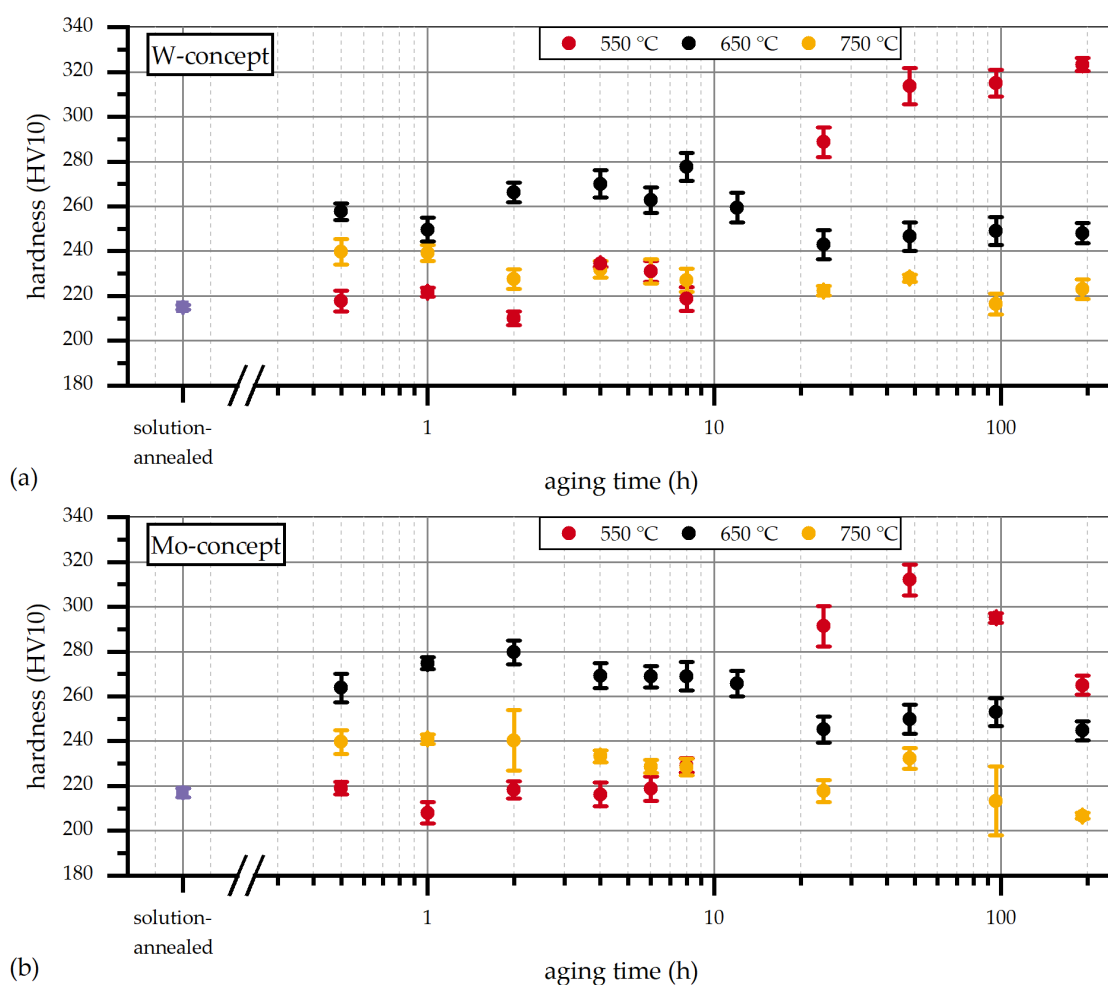 W-concept
550 °C 650 °C 750 °C
340
320
300
280
260
240
220
200
180
hardness (HV10)
solution-
annealed
1 10 100
aging time (h)
(a)
Mo-concept
550 °C 650 °C 750 °C
340
320
300
280
260
240
220
200
180
hardness (HV10)
solution-
annealed
1 10 100
aging time (h)
(b)